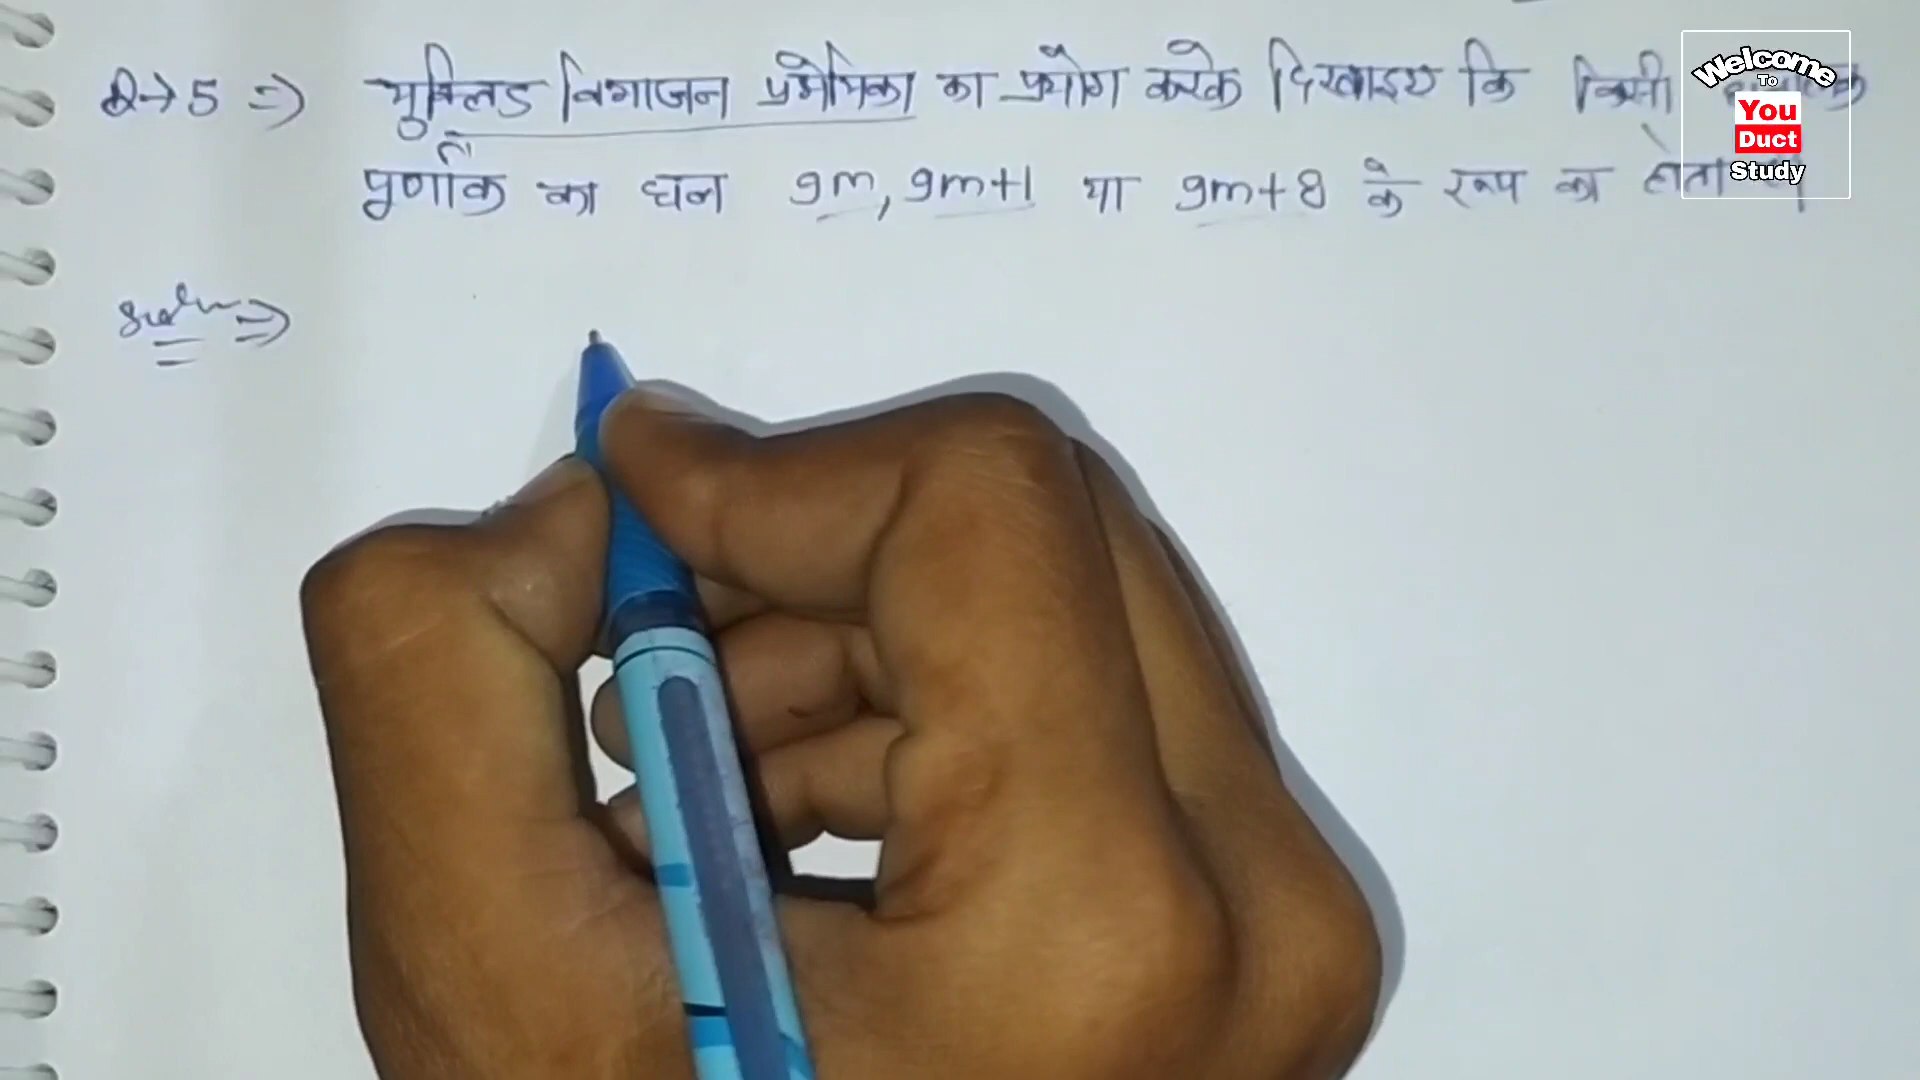 Q→5 ⇒ युक्लिड विभाजन प्रमेयिका का प्रयोग करके दिखाइए कि किसी
पूर्णांक का घन 9m, 9m+1 या 9m+8 के रूप का होता
Soln ⇒
Welcome
To
You
Duct
Study